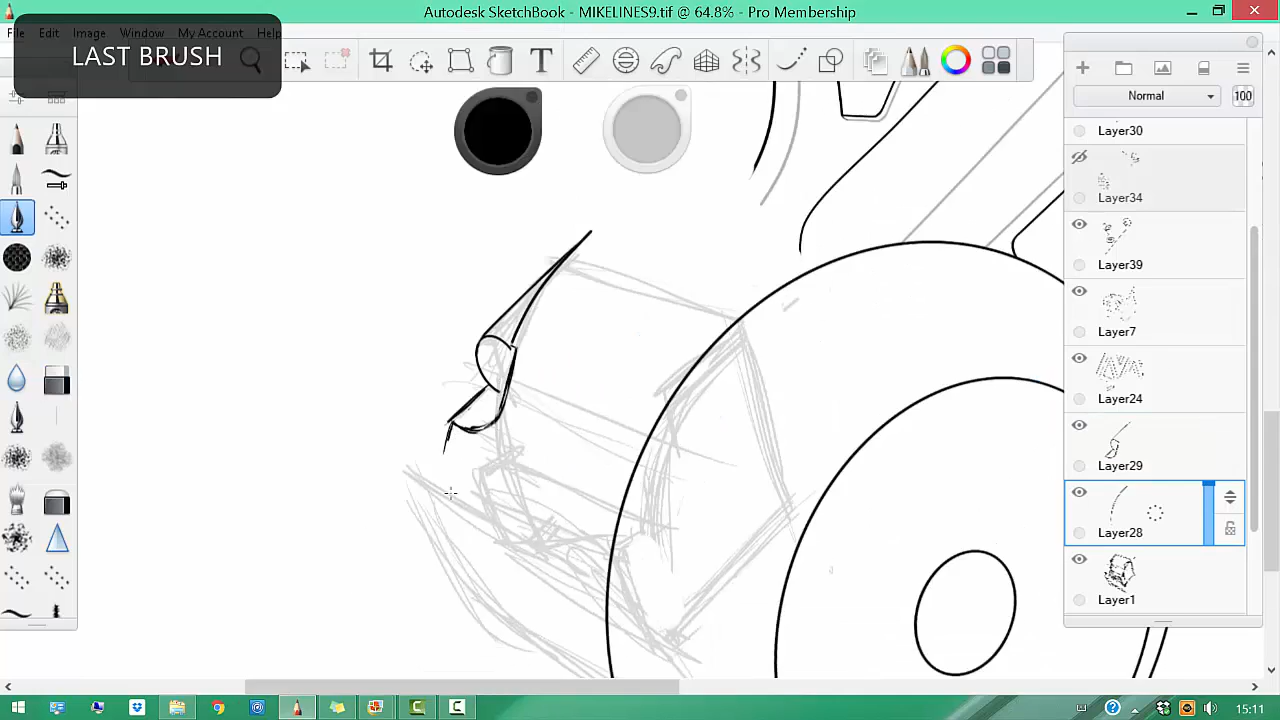 Autodesk SketchBook - MIKELINES9.tif @ 64.8% - Pro Membership
File Edit Image Window My Account Help
LAST BRUSH
T
Normal
100
Layer30
Layer34
Layer39
Layer7
Layer24
Layer29
Layer28
Layer1
15:11